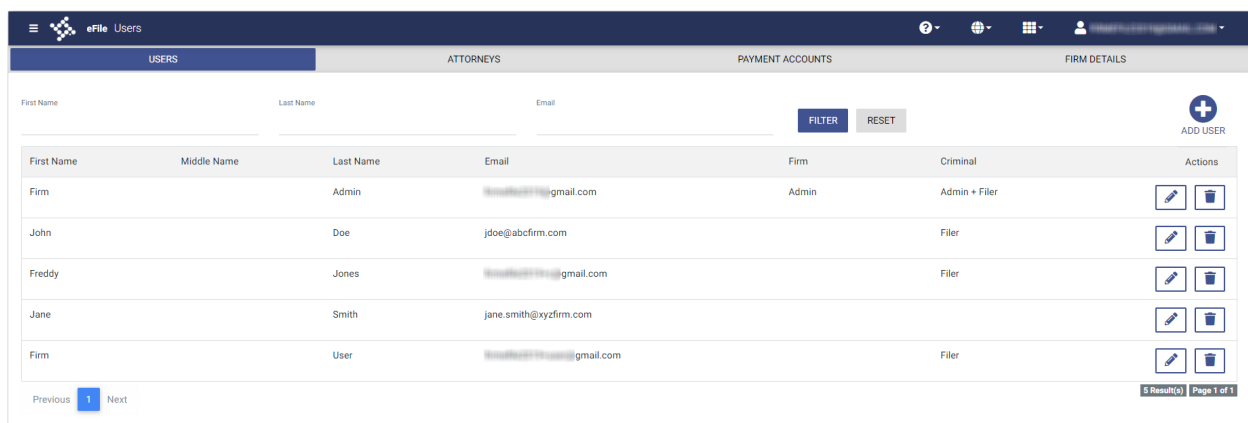 eFile Users
USERS ATTORNEYS PAYMENT ACCOUNTS FIRM DETAILS
First Name Last Name Email
FILTER RESET
ADD USER
First Name Middle Name Last Name Email Firm Criminal Actions
Firm Admin gmail.com Admin Admin + Filer
John Doe jdoe@abcfirm.com Filer
Freddy Jones gmail.com Filer
Jane Smith jane.smith@xyzfirm.com
Firm User gmail.com Filer
Previous 1 Next
5 Result(s) Page 1 of 1